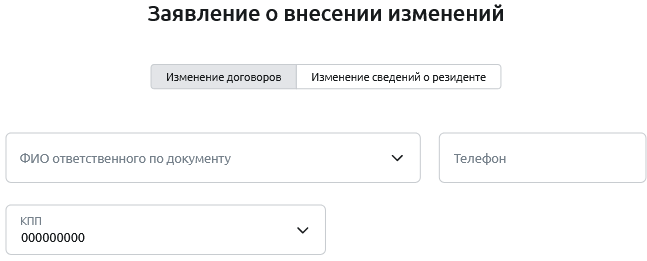 Заявление о внесении изменений
Изменение договоров Изменение сведений о резиденте
ФИО ответственного по документу Телефон
КПП
000000000